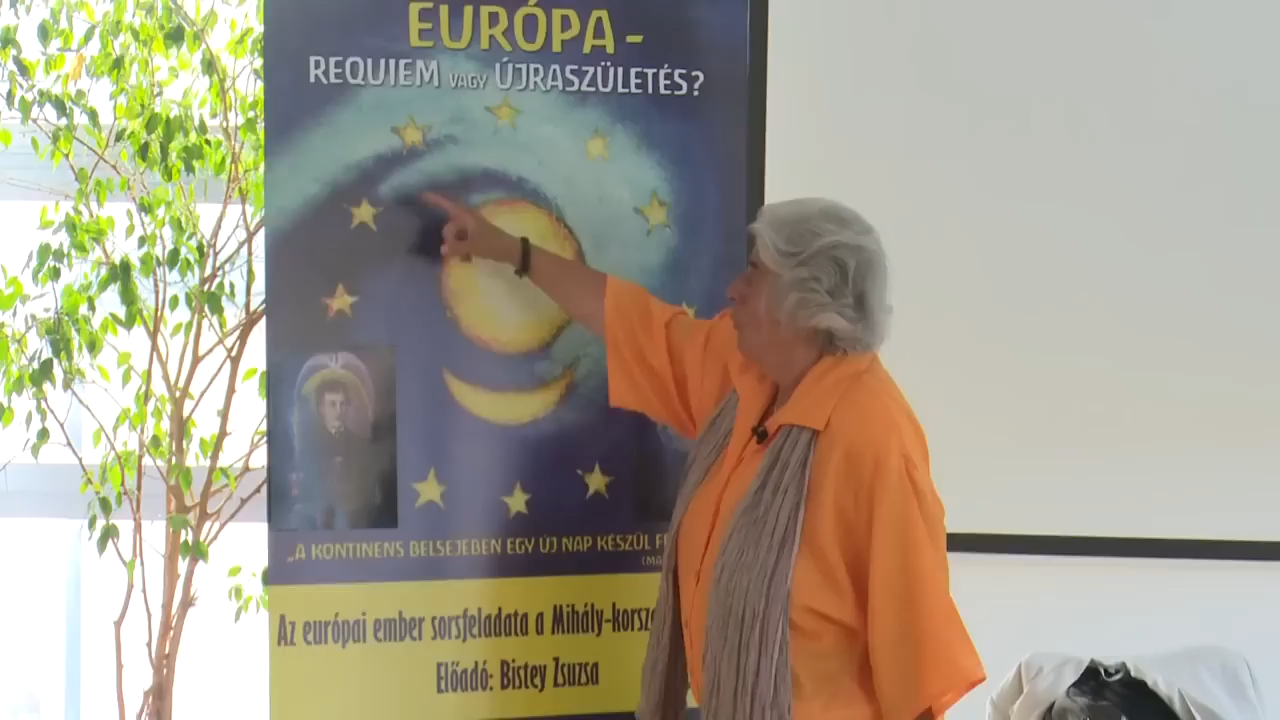 EURÓPA -
REQUIEM VAGY ÚJRASZÜLETÉS?
„A KONTINENS BELSEJÉBEN EGY ÚJ NAP KÉSZÜL
Az európai ember sorsfeladata a Mihály-korsz
Előadó: Bistey Zsuzsa